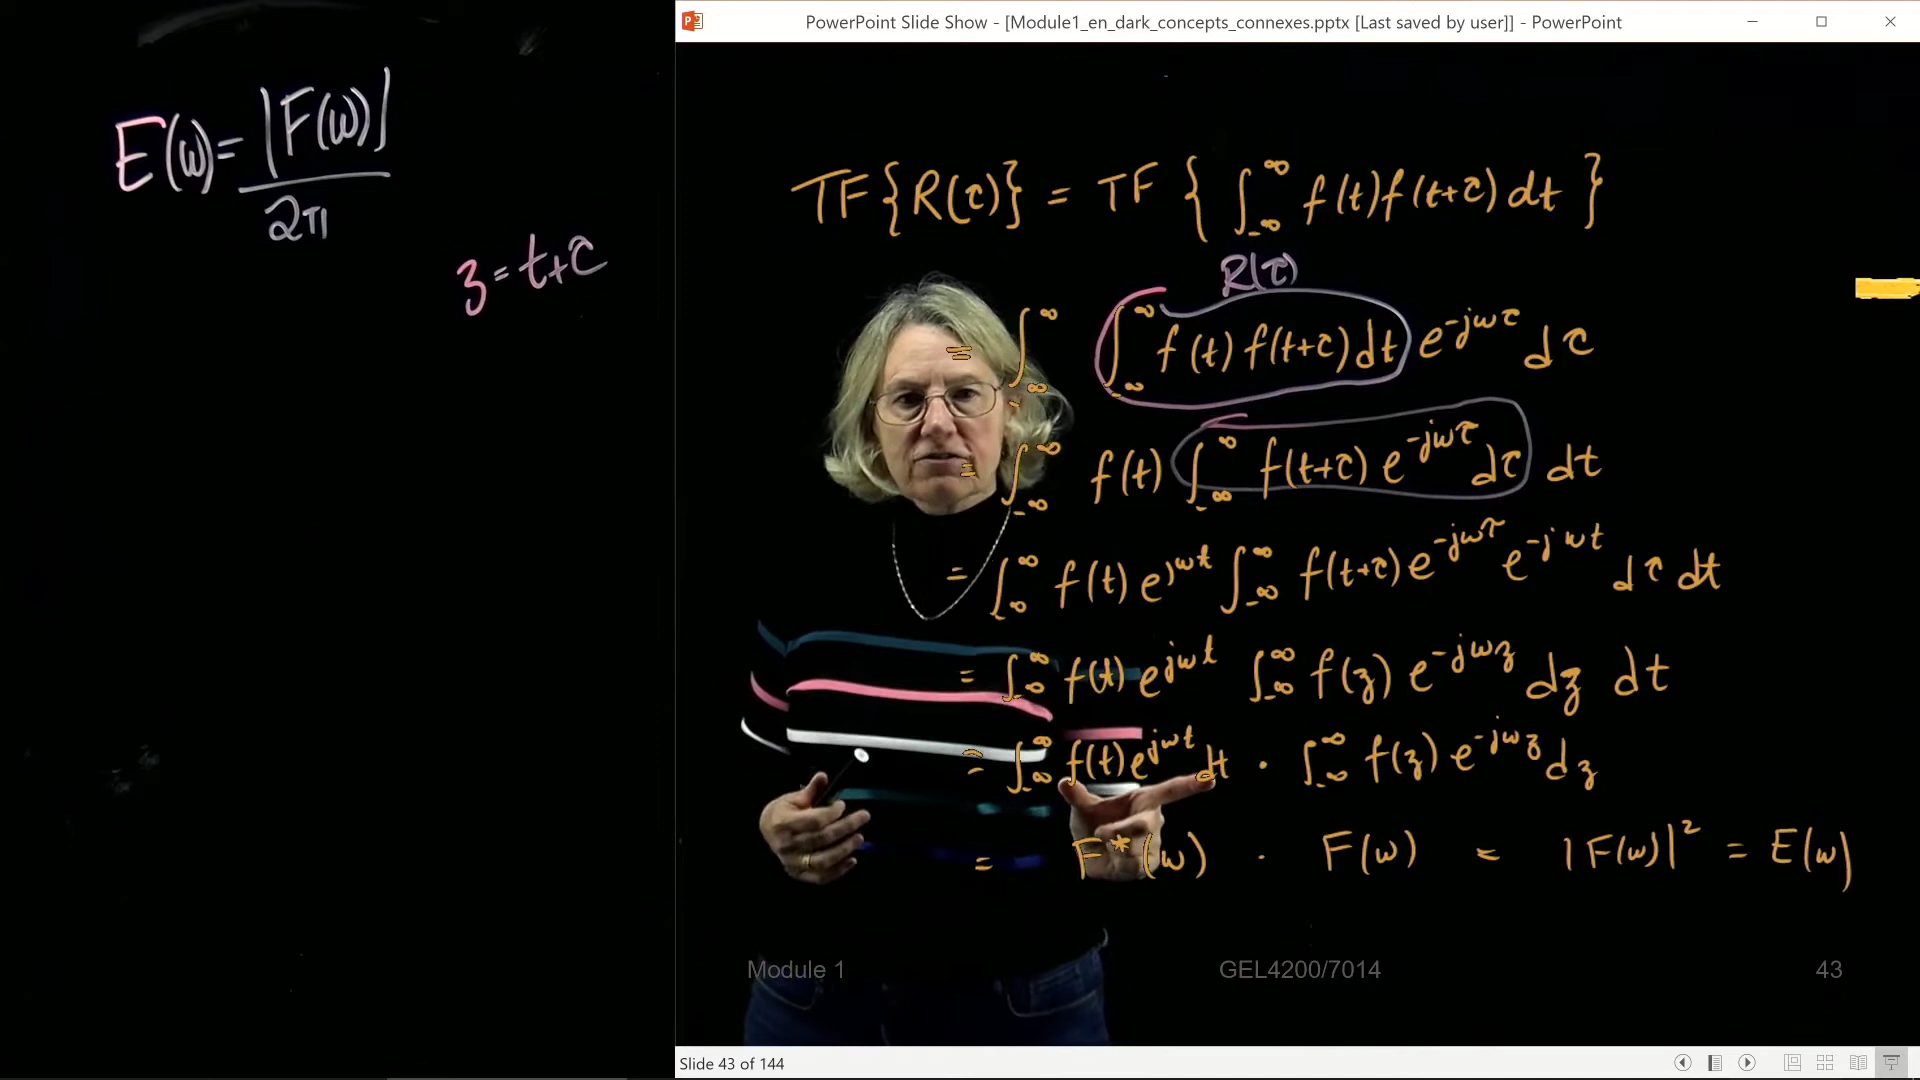 PowerPoint Slide Show - [Module1_en_dark_concepts_connexes.pptx [Last saved by user]] - PowerPoint
E(ω) = |F(ω)| / 2π
z = t+τ
TF{R(τ)} = TF { ∫_{-∞}^{∞} f(t)f(t+τ) dt }
R(τ)
= ∫_{-∞}^{∞} ∫_{-∞}^{∞} f(t) f(t+τ) dt e^{-jωτ} dτ
= ∫_{-∞}^{∞} f(t) ∫_{-∞}^{∞} f(t+τ) e^{-jωτ} dτ dt
= ∫_{-∞}^{∞} f(t) e^{jωt} ∫_{-∞}^{∞} f(t+τ) e^{-jωτ} e^{-jωt} dτ dt
= ∫_{-∞}^{∞} f(t) e^{jωt} ∫_{-∞}^{∞} f(z) e^{-jωz} dz dt
= ∫_{-∞}^{∞} f(t) e^{jωt} dt · ∫_{-∞}^{∞} f(z) e^{-jωz} dz
= F*(ω) · F(ω) = |F(ω)|² = E(ω)
Module 1 GEL4200/7014 43
Slide 43 of 144